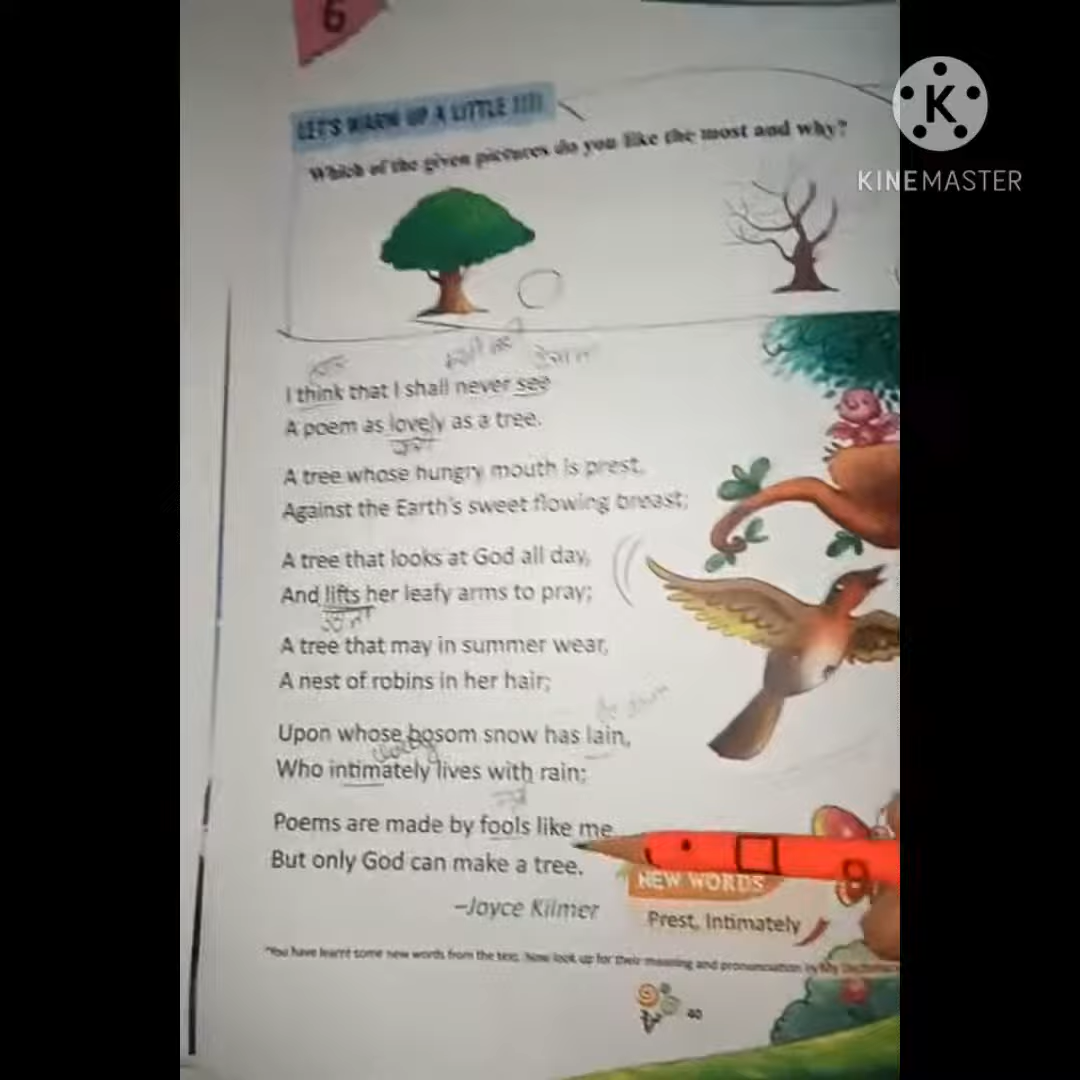 6
LET'S WARM UP A LITTLE !!!!
Which of the given pictures do you like the most and why?
KINEMASTER
I think that I shall never see
A poem as lovely as a tree.
A tree whose hungry mouth is prest,
Against the Earth's sweet flowing breast;
A tree that looks at God all day,
And lifts her leafy arms to pray;
A tree that may in summer wear,
A nest of robins in her hair;
Upon whose bosom snow has lain,
Who intimately lives with rain;
Poems are made by fools like me
But only God can make a tree.
–Joyce Kilmer
NEW WORDS
Prest, Intimately
*You have learnt some new words from the text. Now look up for their meaning and pronunciation in My
40